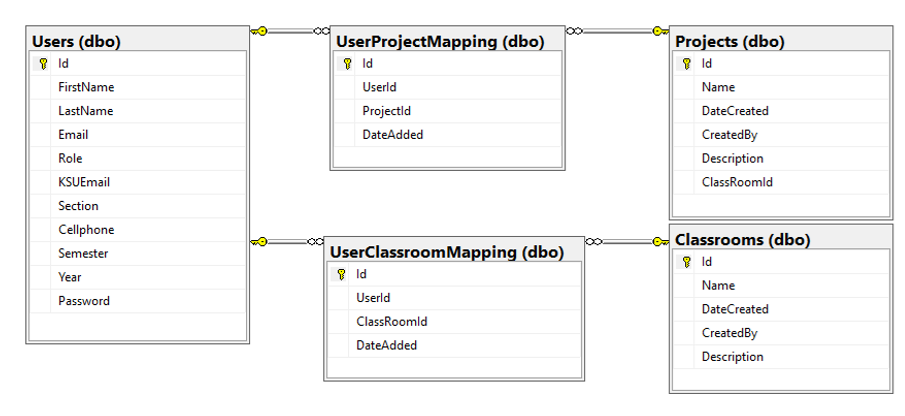 Users (dbo)
Id
FirstName
LastName
Email
Role
KSUEmail
Section
Cellphone
Semester
Year
Password
UserProjectMapping (dbo)
Id
UserId
ProjectId
DateAdded
Projects (dbo)
Id
Name
DateCreated
CreatedBy
Description
ClassRoomId
UserClassroomMapping (dbo)
Id
UserId
ClassRoomId
DateAdded
Classrooms (dbo)
Id
Name
DateCreated
CreatedBy
Description